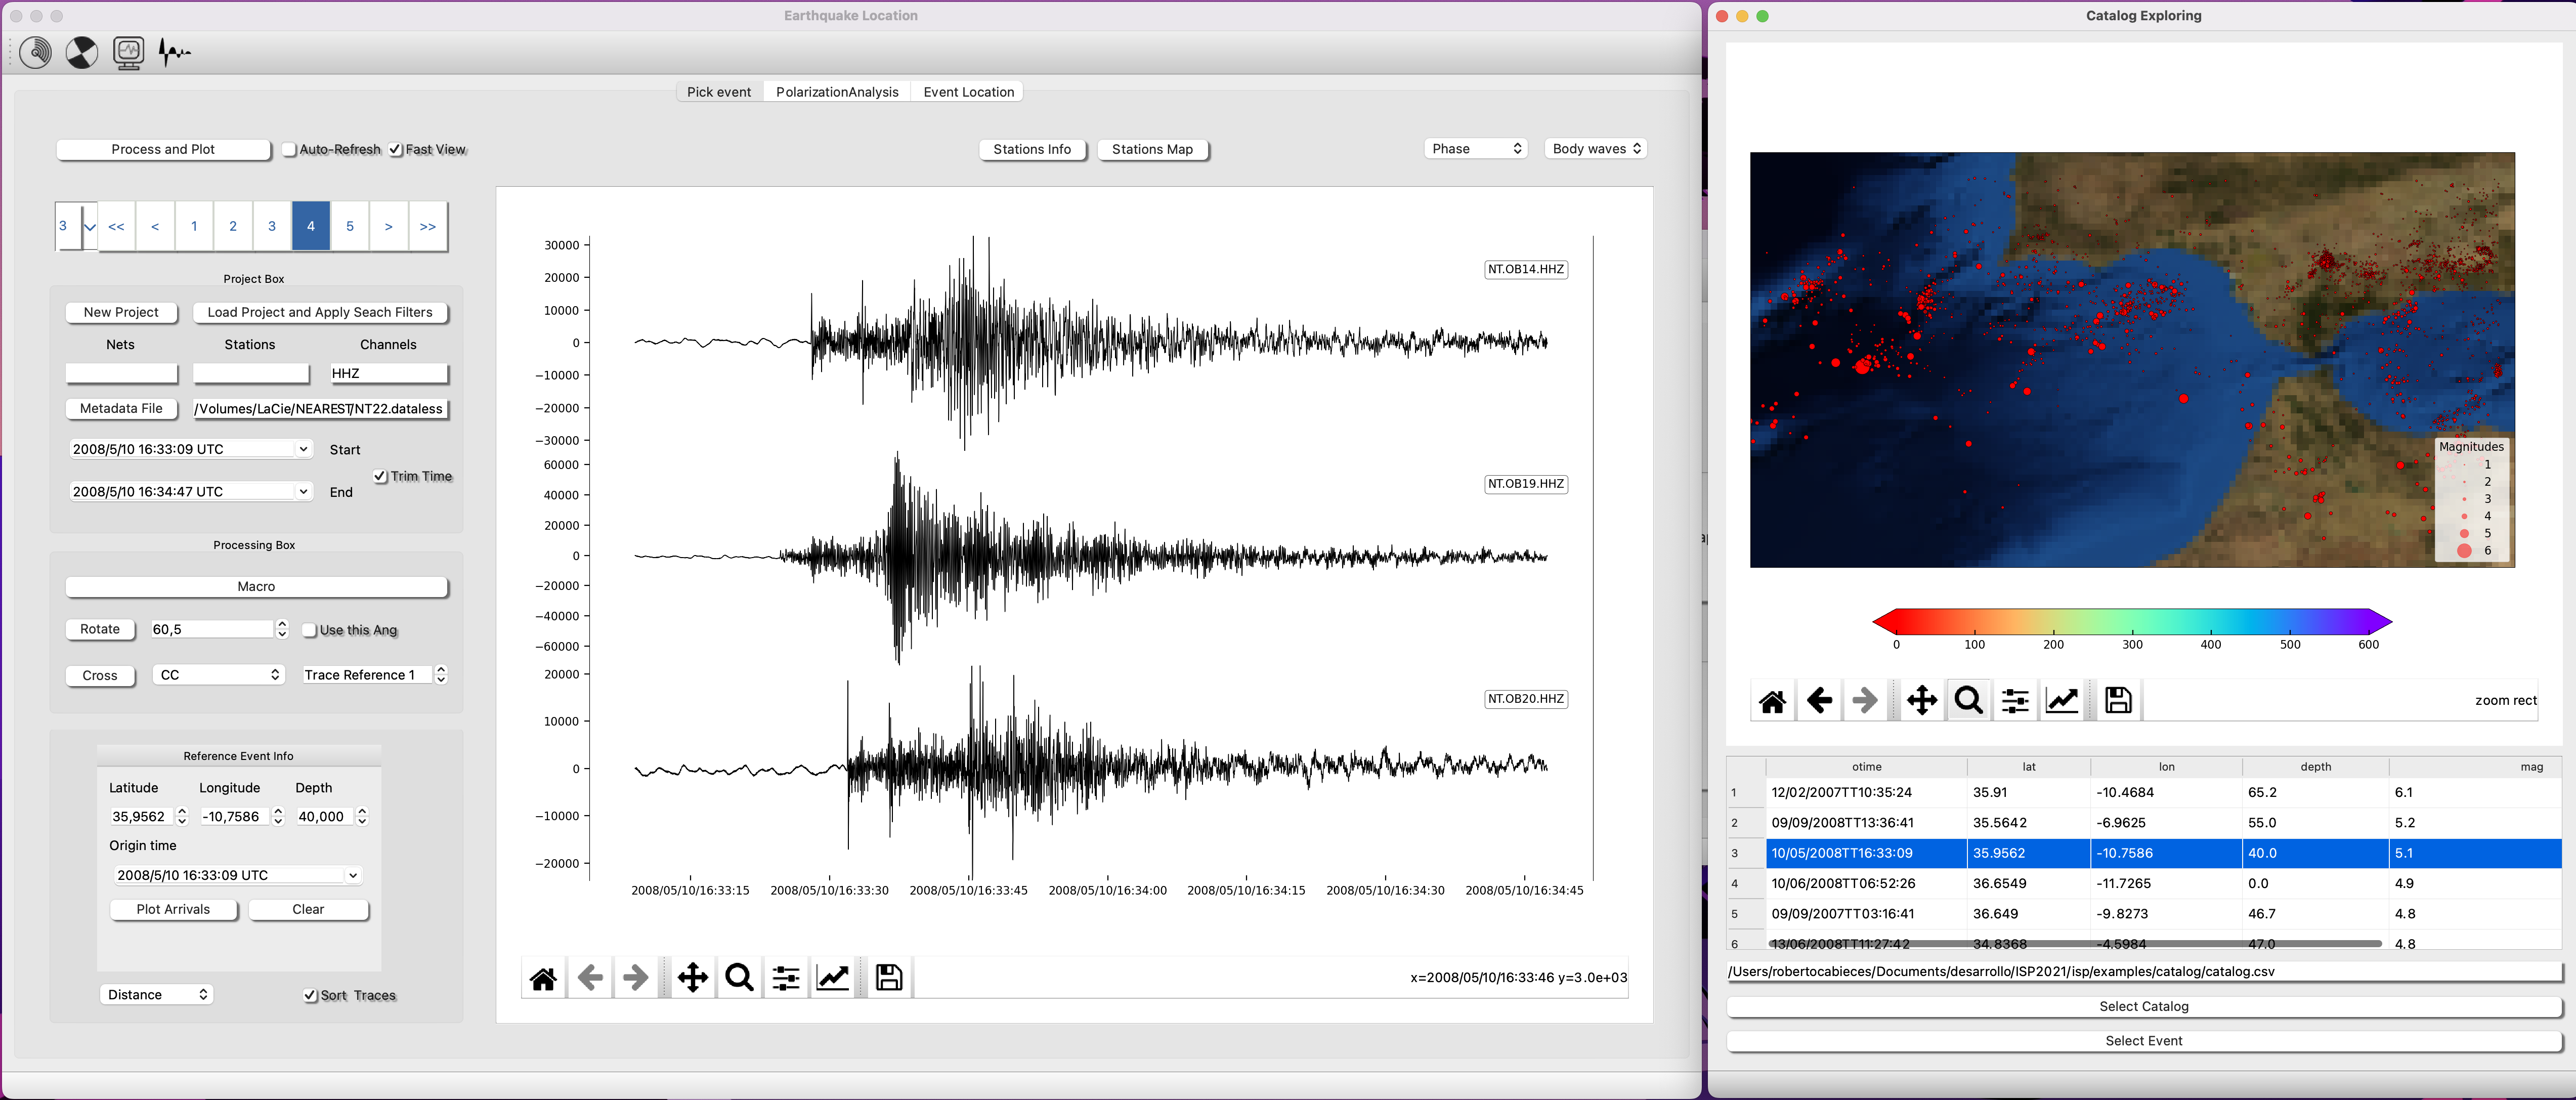 Earthquake Location
Pick event PolarizationAnalysis Event Location
Process and Plot Auto-Refresh Fast View Stations Info Stations Map Phase Body waves
3 << < 1 2 3 4 5 > >>
Project Box
New Project Load Project and Apply Seach Filters
Nets Stations Channels
HHZ
Metadata File /Volumes/LaCie/NEAREST/NT22.dataless
2008/5/10 16:33:09 UTC Start
Trim Time
2008/5/10 16:34:47 UTC End
Processing Box
Macro
Rotate 60,5 Use this Ang
Cross CC Trace Reference 1
Reference Event Info
Latitude Longitude Depth
35,9562 -10,7586 40,000
Origin time
2008/5/10 16:33:09 UTC
Plot Arrivals Clear
Distance Sort Traces
NT.OB14.HHZ
30000
20000
10000
0
−10000
−20000
−30000
NT.OB19.HHZ
60000
40000
20000
0
−20000
−40000
−60000
NT.OB20.HHZ
20000
10000
0
−10000
−20000
2008/05/10/16:33:15 2008/05/10/16:33:30 2008/05/10/16:33:45 2008/05/10/16:34:00 2008/05/10/16:34:15 2008/05/10/16:34:30 2008/05/10/16:34:45
x=2008/05/10/16:33:46 y=3.0e+03
Catalog Exploring
Magnitudes
1
2
3
4
5
6
0 100 200 300 400 500 600
zoom rect
otime lat lon depth mag
1 12/02/2007TT10:35:24 35.91 -10.4684 65.2 6.1
2 09/09/2008TT13:36:41 35.5642 -6.9625 55.0 5.2
3 10/05/2008TT16:33:09 35.9562 -10.7586 40.0 5.1
4 10/06/2008TT06:52:26 36.6549 -11.7265 0.0 4.9
5 09/09/2007TT03:16:41 36.649 -9.8273 46.7 4.8
6 13/06/2008TT11:27:42 34.8368 -4.5984 47.0 4.8
/Users/robertocabieces/Documents/desarrollo/ISP2021/isp/examples/catalog/catalog.csv
Select Catalog
Select Event